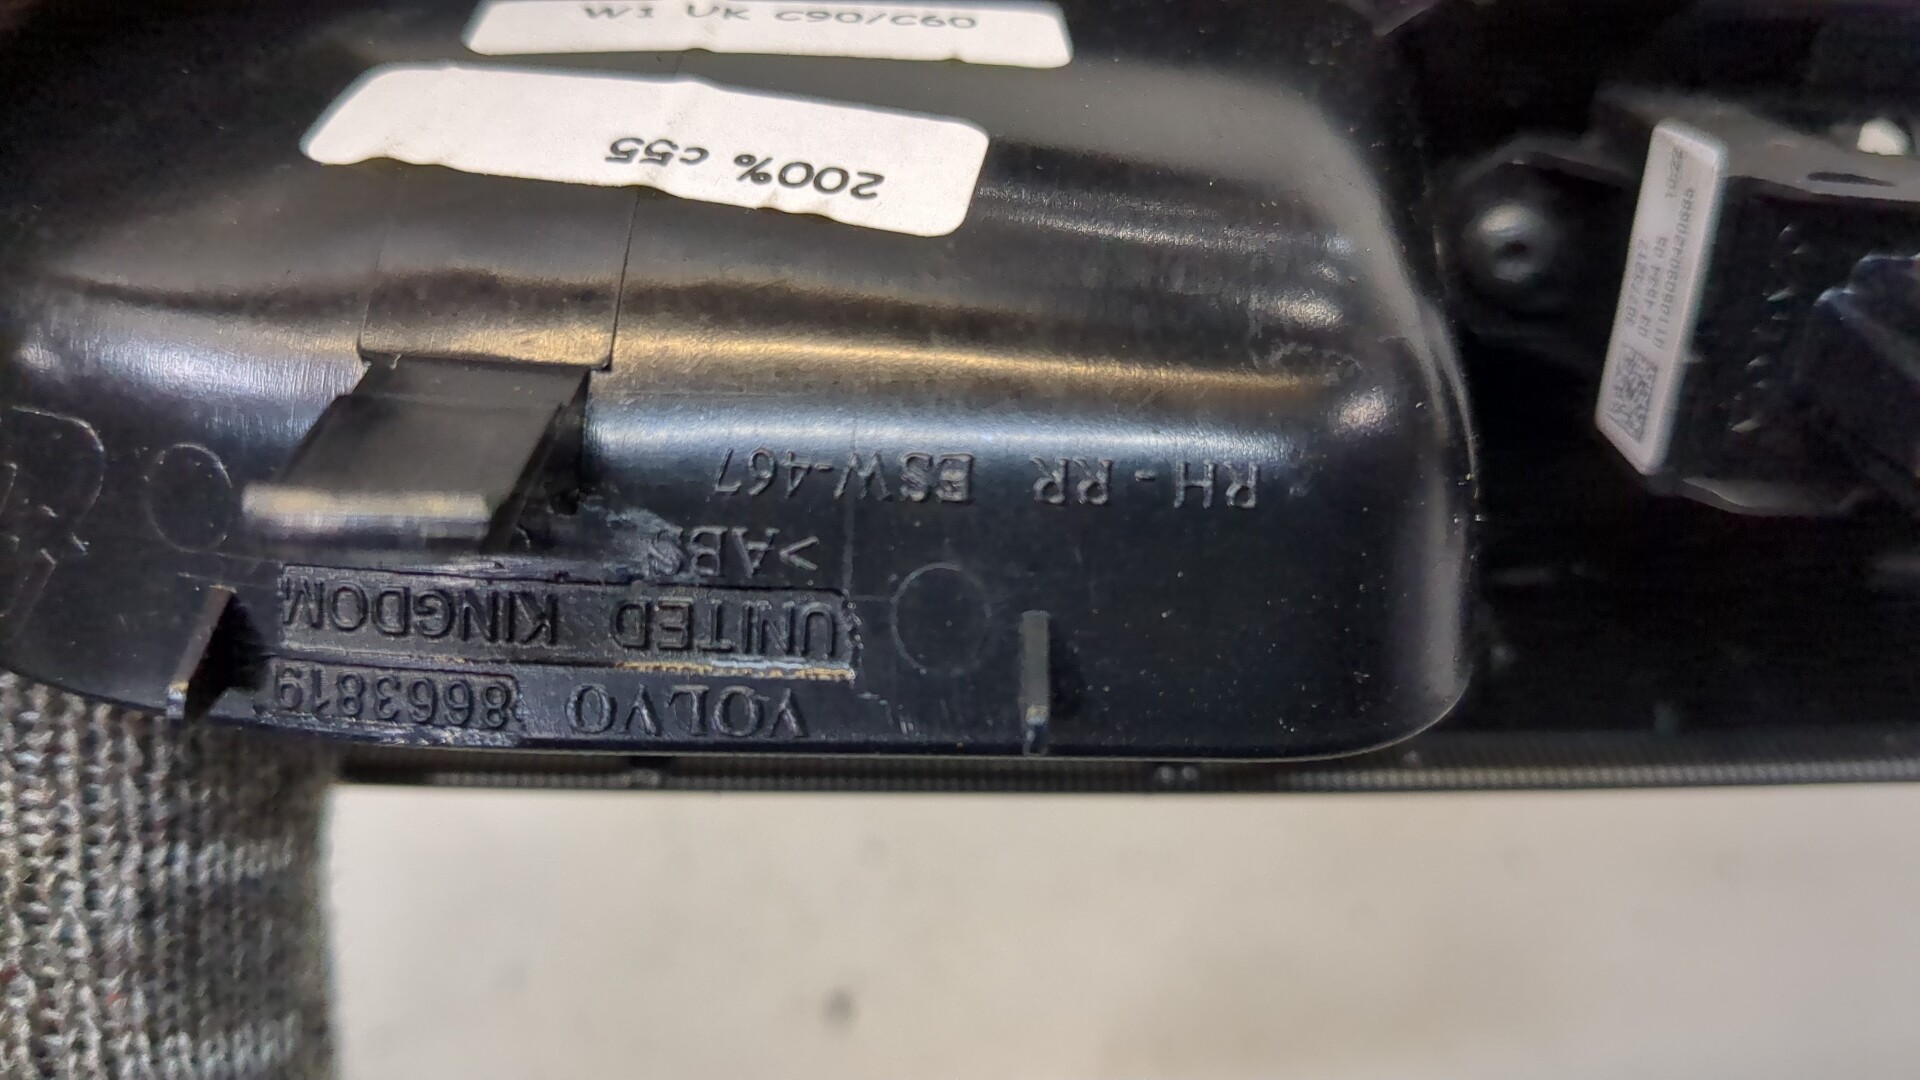 W1 UK C90/C60
200% C55
RH - RR ESW-467
>ABS
UNITED KINGDOM
VOLVO 8663819